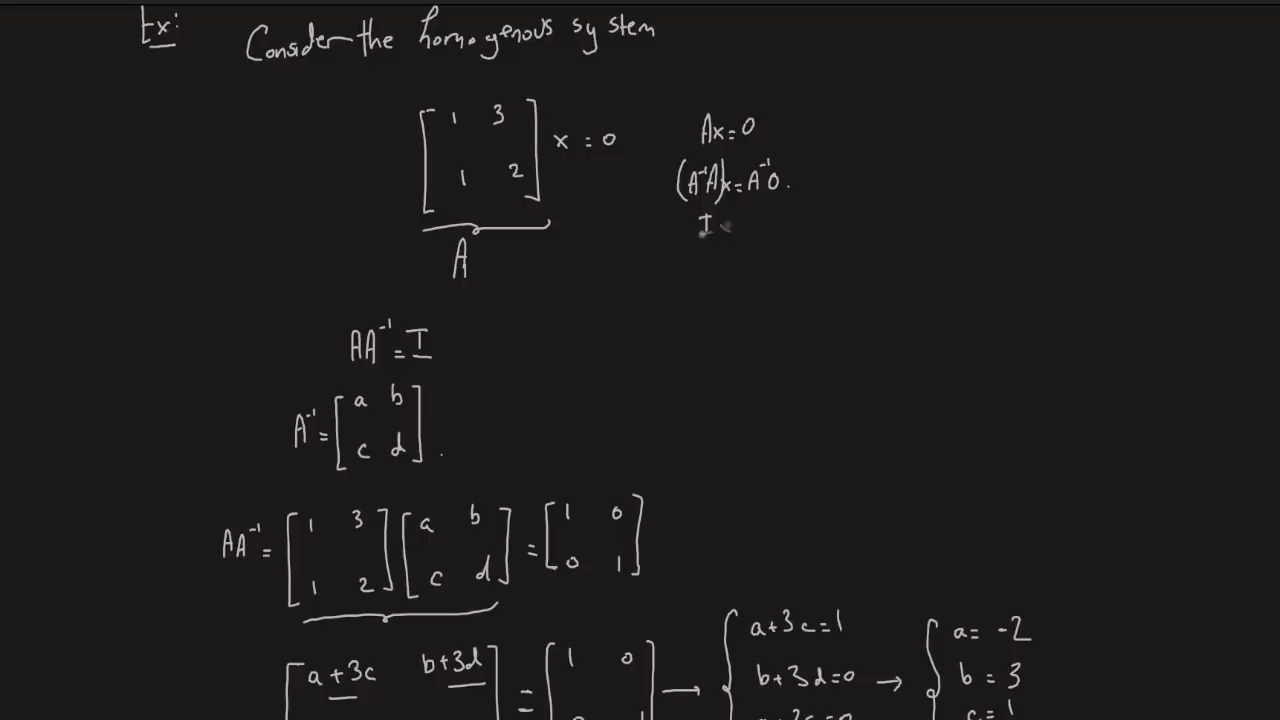 Ex: Consider the homogenous system
[1 3
1 2] x = 0
A
Ax=0
(A⁻¹A)x=A⁻¹0.
I
AA⁻¹=I
A⁻¹=[a b
c d].
AA⁻¹=[1 3
1 2][a b
c d]=[1 0
0 1]
[a+3c b+3d]=[1 0
→ {a+3c=1
b+3d=0
→ {a=-2
b=3
c=1